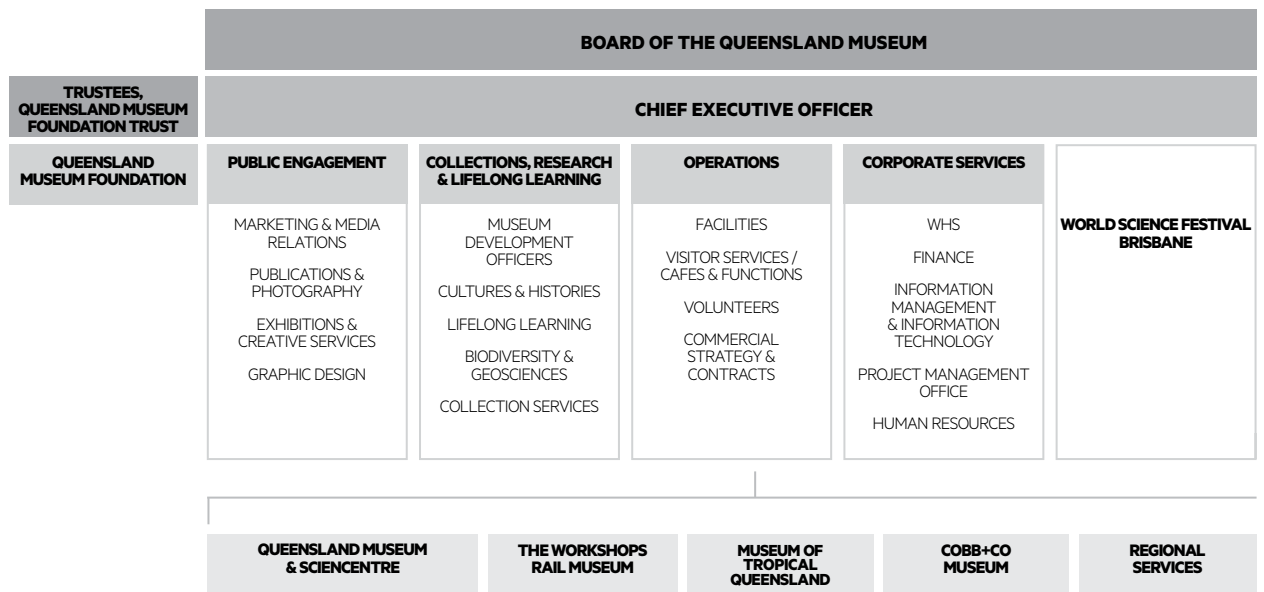 BOARD OF THE QUEENSLAND MUSEUM
TRUSTEES,
QUEENSLAND MUSEUM
FOUNDATION TRUST
CHIEF EXECUTIVE OFFICER
QUEENSLAND
MUSEUM FOUNDATION
PUBLIC ENGAGEMENT
MARKETING & MEDIA
RELATIONS
PUBLICATIONS &
PHOTOGRAPHY
EXHIBITIONS &
CREATIVE SERVICES
GRAPHIC DESIGN
COLLECTIONS, RESEARCH
& LIFELONG LEARNING
MUSEUM
DEVELOPMENT
OFFICERS
CULTURES & HISTORIES
LIFELONG LEARNING
BIODIVERSITY &
GEOSCIENCES
COLLECTION SERVICES
OPERATIONS
FACILITIES
VISITOR SERVICES /
CAFES & FUNCTIONS
VOLUNTEERS
COMMERCIAL
STRATEGY &
CONTRACTS
CORPORATE SERVICES
WHS
FINANCE
INFORMATION
MANAGEMENT
& INFORMATION
TECHNOLOGY
PROJECT MANAGEMENT
OFFICE
HUMAN RESOURCES
WORLD SCIENCE FESTIVAL
BRISBANE
QUEENSLAND MUSEUM
& SCIENCENTRE
THE WORKSHOPS
RAIL MUSEUM
MUSEUM OF
TROPICAL
QUEENSLAND
COBB+CO
MUSEUM
REGIONAL
SERVICES